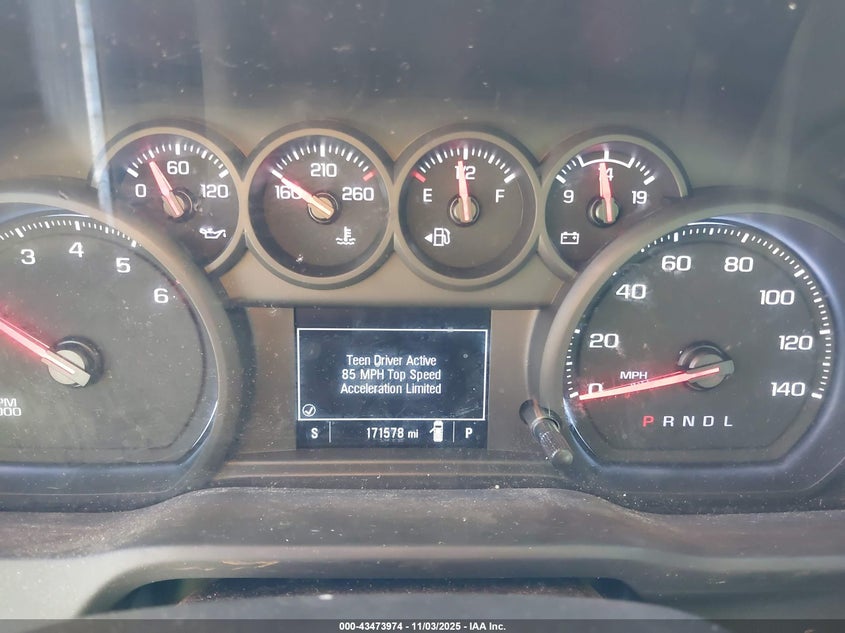 0 60 120
160 210 260
E 1/2 F
9 14 19
3 4 5 6
PM
000
Teen Driver Active
85 MPH Top Speed
Acceleration Limited
S 171578 mi P
0 20 40 60 80 100 120 140
MPH
P R N D L
000-43473974 - 11/03/2025 - IAA Inc.